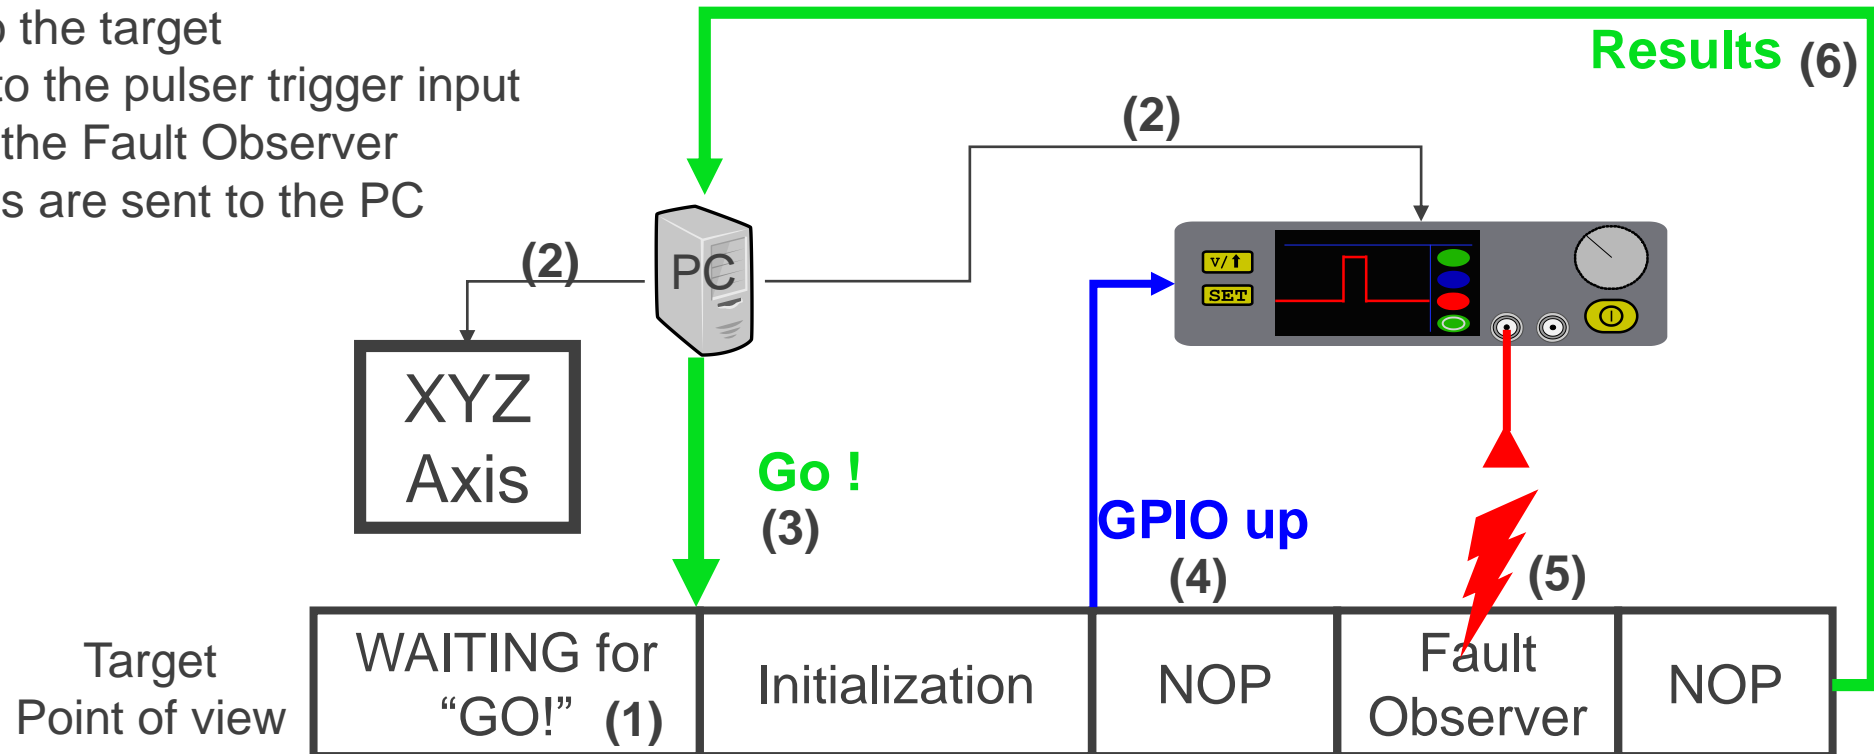 o the target
to the pulser trigger input
the Fault Observer
s are sent to the PC
Results (6)
(2)
(2)
PC
V/⬆
SET
XYZ
Axis
Go !
(3)
GPIO up
(4)
(5)
Target
Point of view
WAITING for
“GO!” (1)
Initialization
NOP
Fault
Observer
NOP